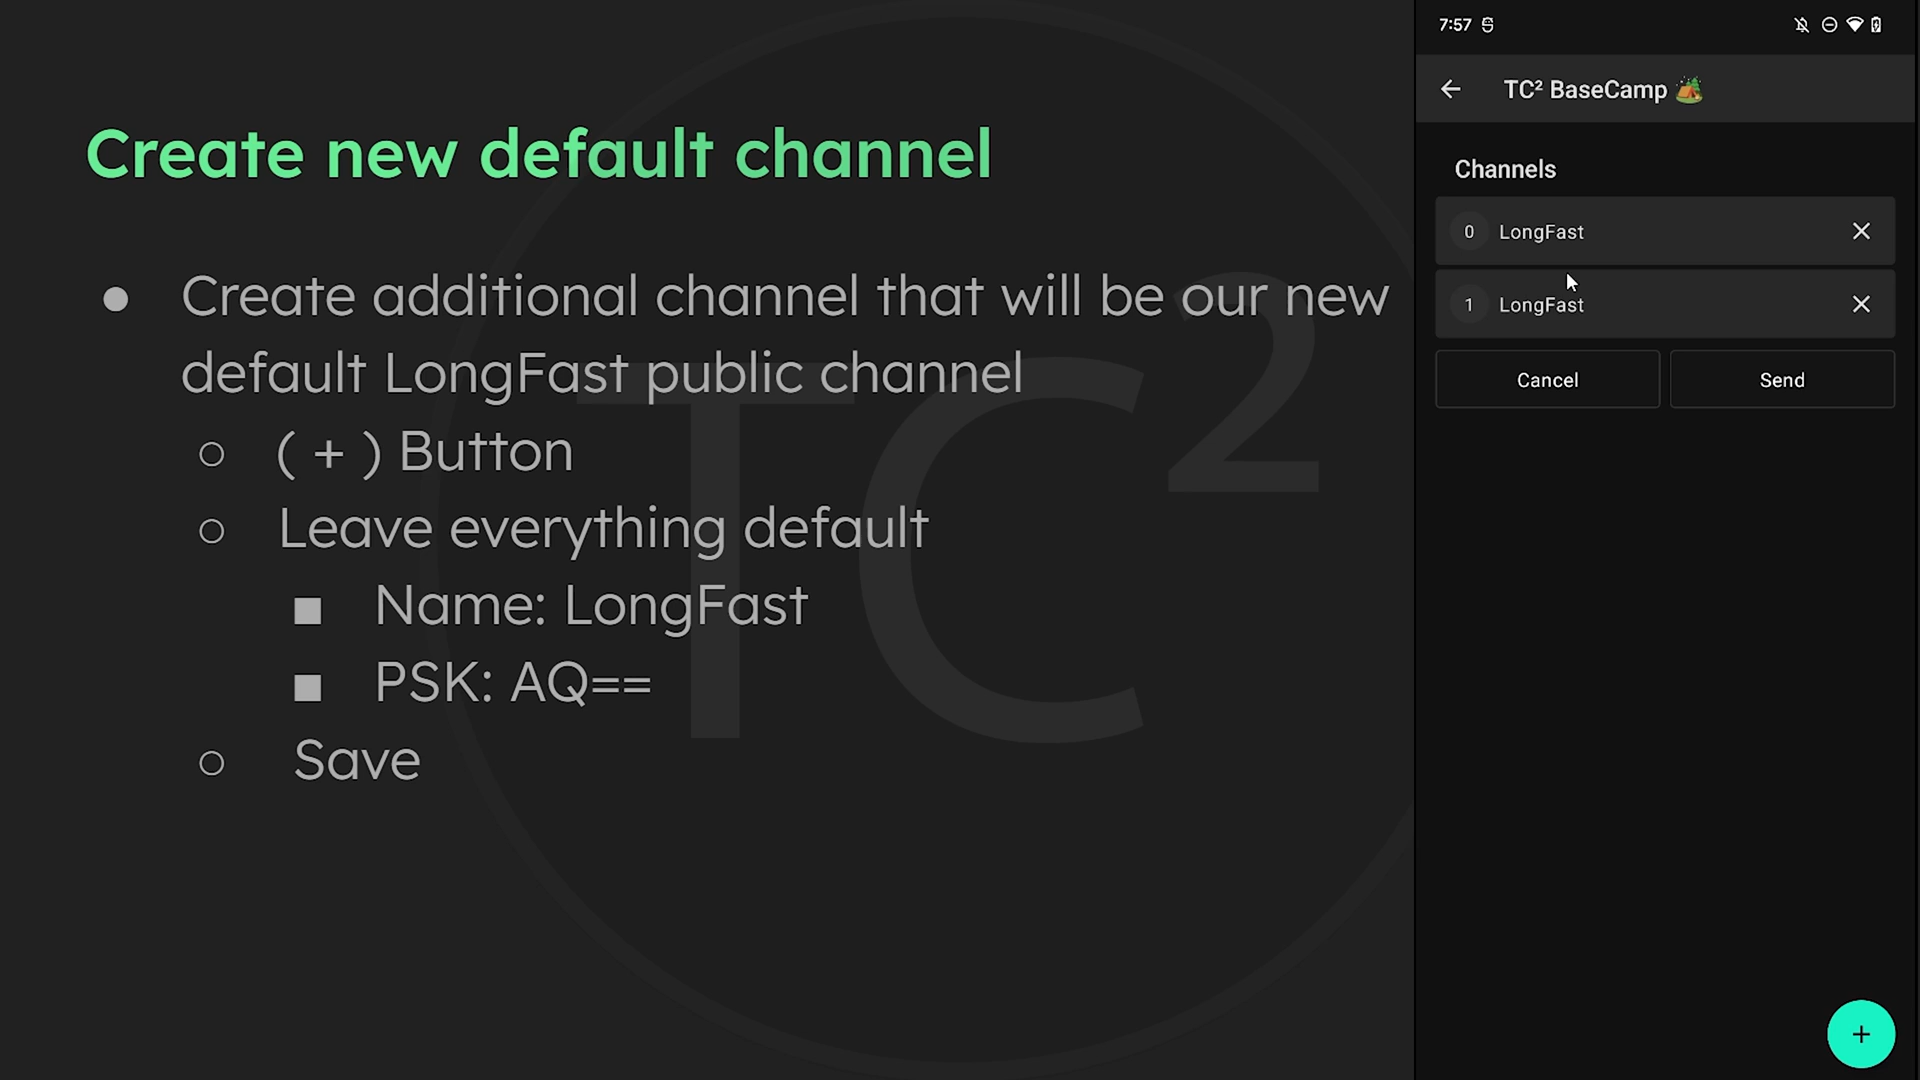 Create new default channel
● Create additional channel that will be our new
default LongFast public channel
○ ( + ) Button
○ Leave everything default
■ Name: LongFast
■ PSK: AQ==
○ Save
TC²
7:57
TC² BaseCamp 🏕️
Channels
0 LongFast
1 LongFast
Cancel Send
+